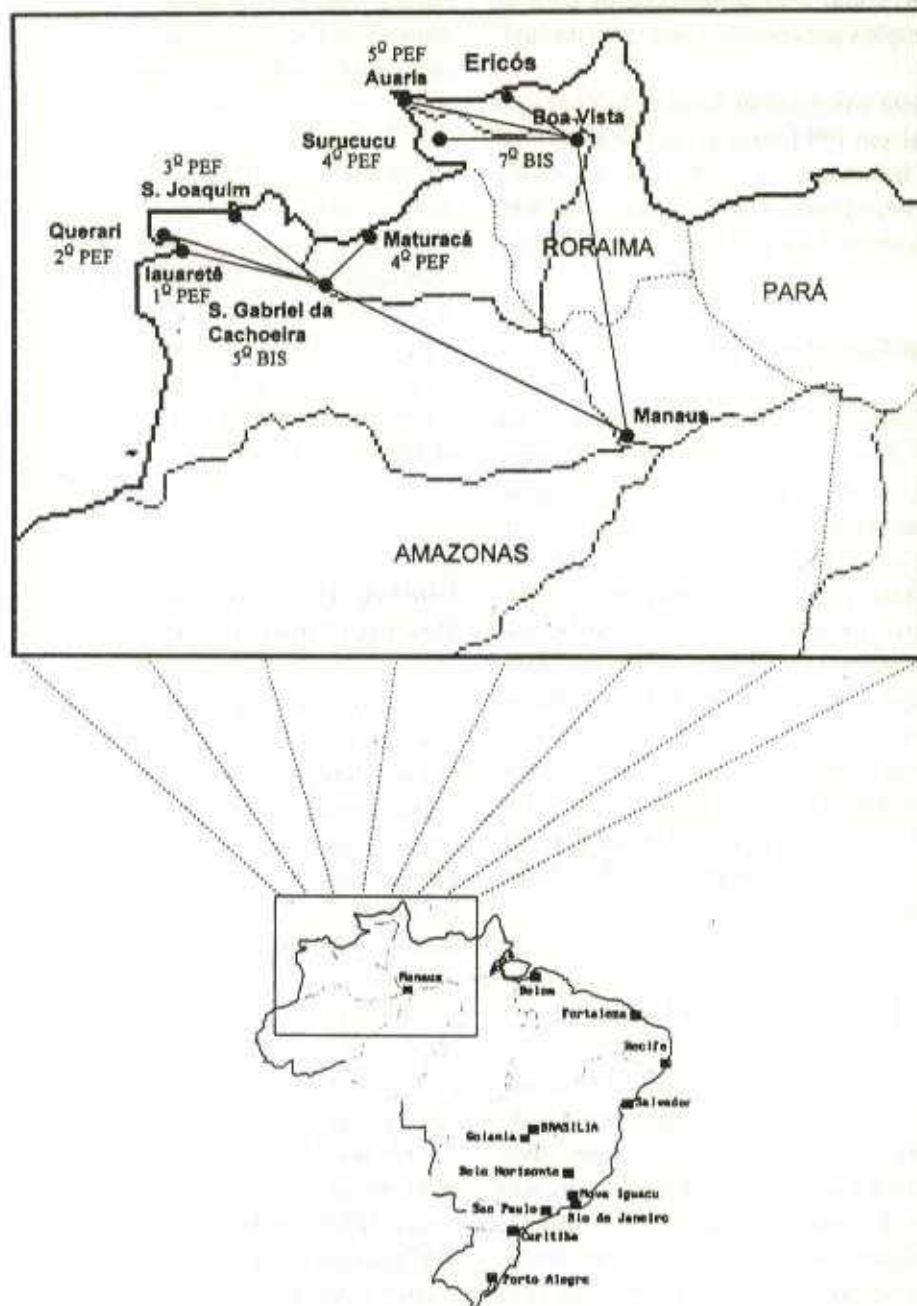 5º PEF
Auaris
Ericós
Boa Vista
Surucucu
4º PEF
7º BIS
3º PEF
S. Joaquim
Querari
2º PEF
Iauaretê
1º PEF
Maturacá
4º PEF
S. Gabriel da
Cachoeira
5º BIS
RORAIMA
PARÁ
Manaus
AMAZONAS
Manaus
Belem
Fortaleza
Recife
Salvador
BRASILIA
Goiania
Belo Horizonte
Nova Iguacu
Sao Paulo
Rio de Janeiro
Curitiba
Porto Alegre